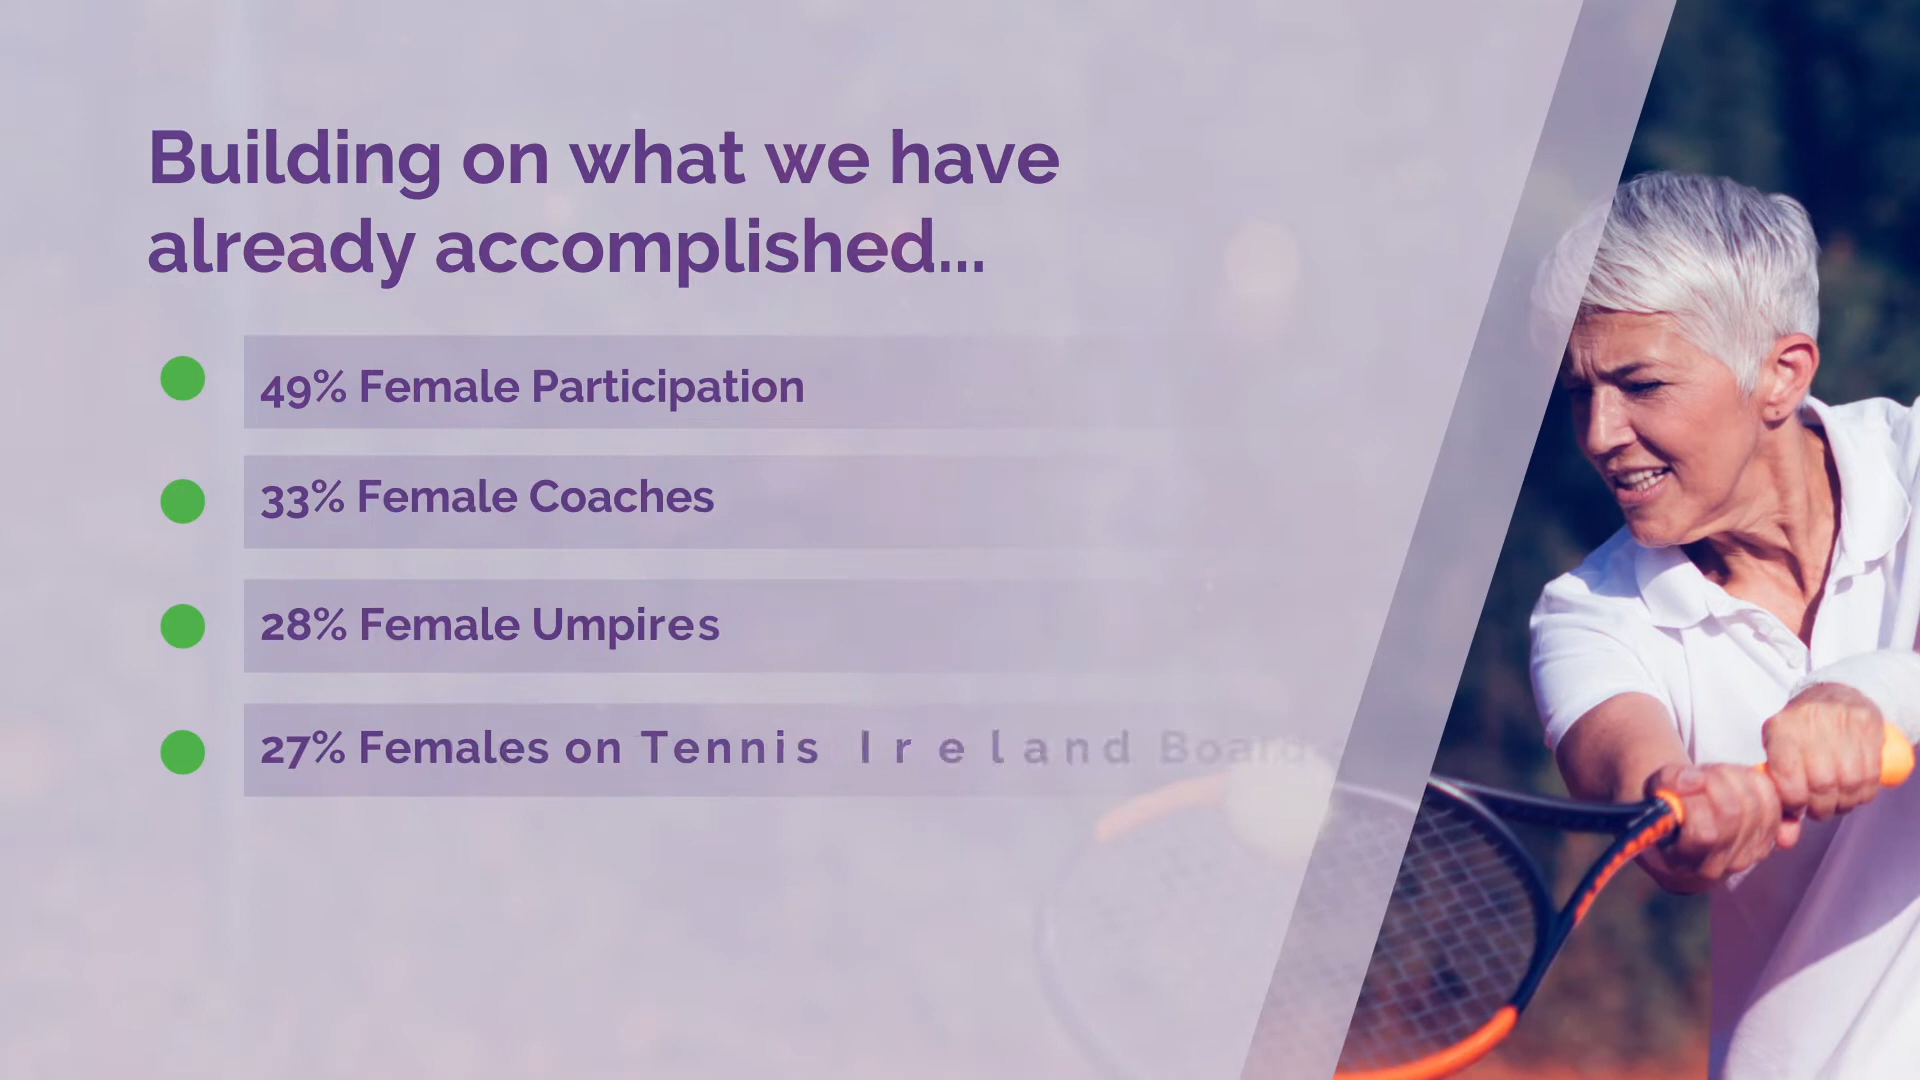 Building on what we have
already accomplished...
49% Female Participation
33% Female Coaches
28% Female Umpires
27% Females on Tennis Ireland Board